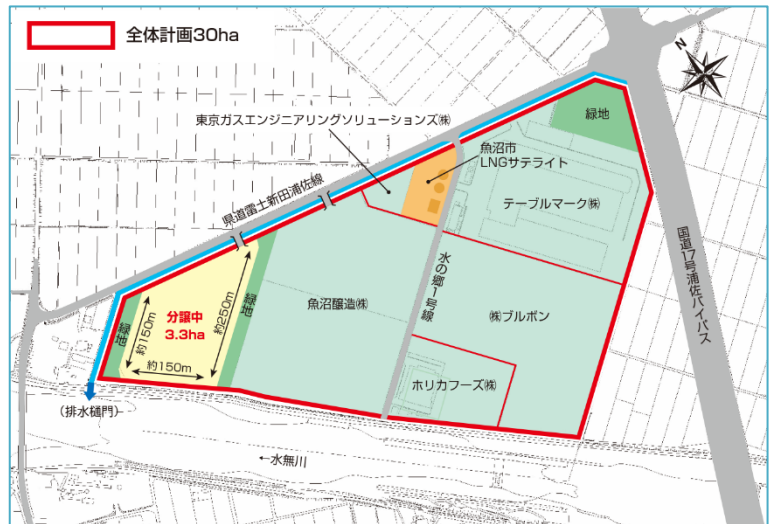 全体計画30ha
N
緑地
東京ガスエンジニアリングソリューションズ㈱
魚沼市
LNGサテライト
テーブルマーク㈱
県道雷土新田浦佐線
国道17号浦佐バイパス
水の郷1号線
緑地
約250m
分譲中
3.3ha
約150m
緑地
約150m
魚沼醸造㈱
㈱ブルボン
ホリカフーズ㈱
(排水樋門)
←水無川